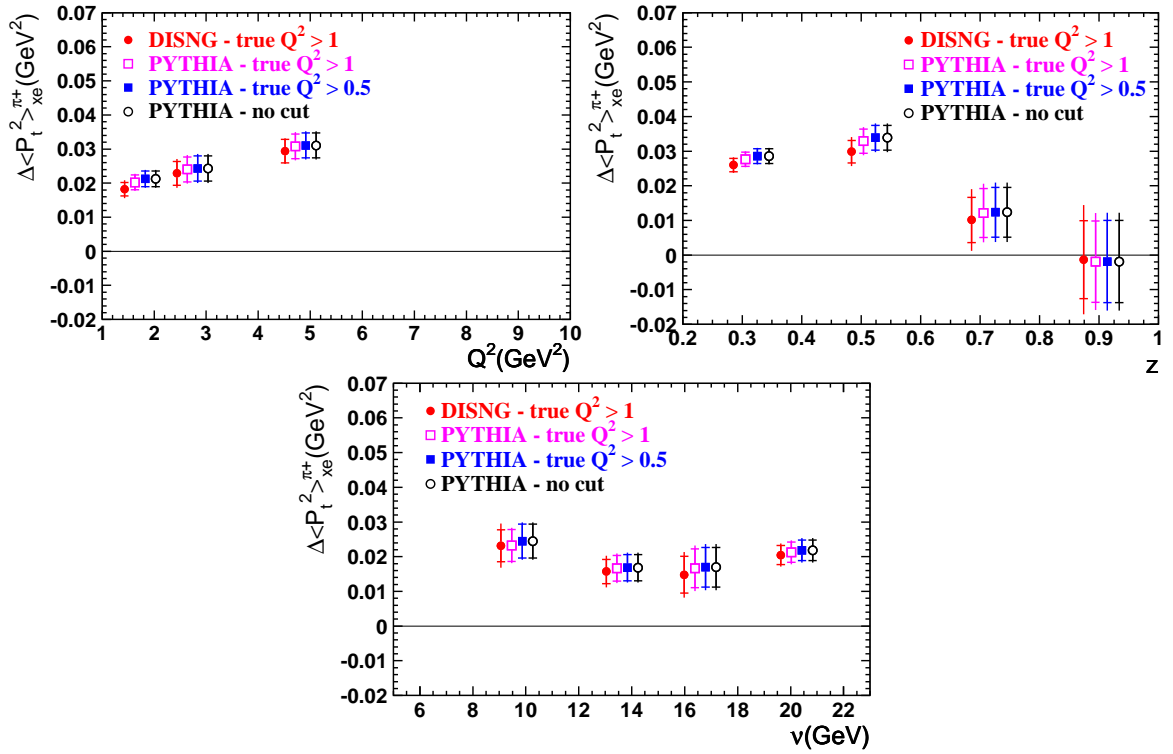 Δ<P_t^2>_xe^π+(GeV^2)
0.07
0.06
0.05
0.04
0.03
0.02
0.01
0
-0.01
-0.02
DISNG - true Q^2 > 1
PYTHIA - true Q^2 > 1
PYTHIA - true Q^2 > 0.5
PYTHIA - no cut
1 2 3 4 5 6 7 8 9 10
Q^2(GeV^2)
Δ<P_t^2>_xe^π+(GeV^2)
0.07
0.06
0.05
0.04
0.03
0.02
0.01
0
-0.01
-0.02
DISNG - true Q^2 > 1
PYTHIA - true Q^2 > 1
PYTHIA - true Q^2 > 0.5
PYTHIA - no cut
0.2 0.3 0.4 0.5 0.6 0.7 0.8 0.9 1
z
Δ<P_t^2>_xe^π+(GeV^2)
0.07
0.06
0.05
0.04
0.03
0.02
0.01
0
-0.01
-0.02
DISNG - true Q^2 > 1
PYTHIA - true Q^2 > 1
PYTHIA - true Q^2 > 0.5
PYTHIA - no cut
6 8 10 12 14 16 18 20 22
ν(GeV)